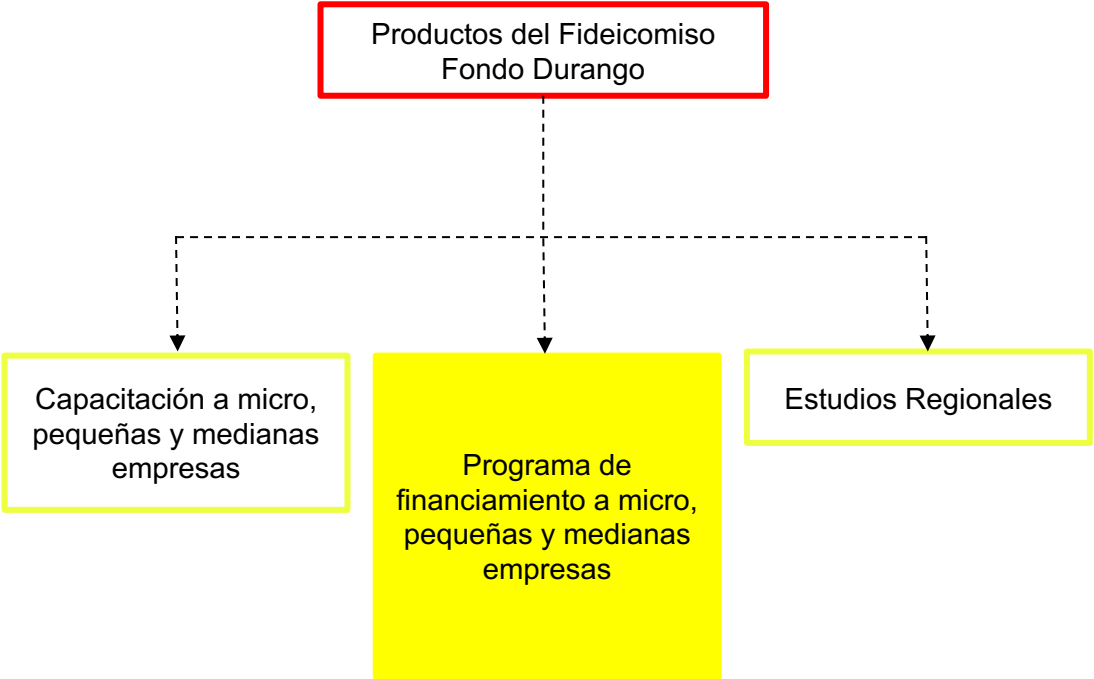 Productos del Fideicomiso
Fondo Durango
Capacitación a micro,
pequeñas y medianas
empresas
Programa de
financiamiento a micro,
pequeñas y medianas
empresas
Estudios Regionales